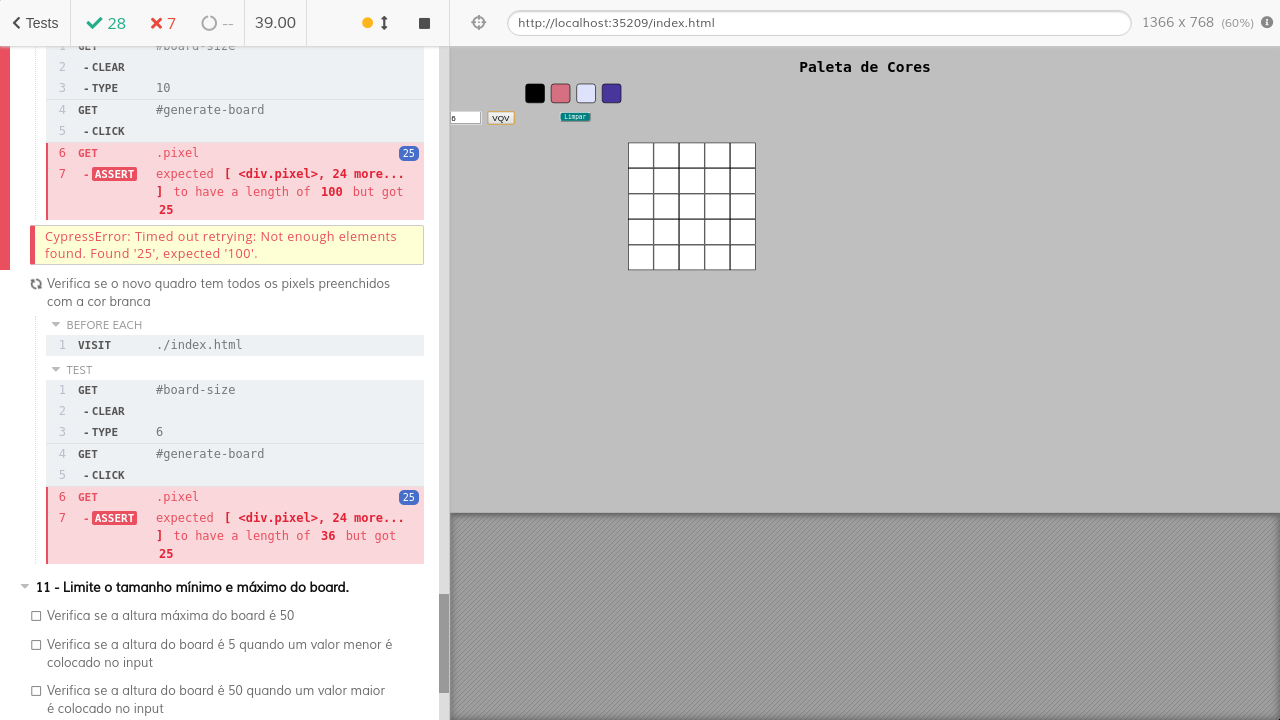 Tests 28 7 -- 39.00
http://localhost:35209/index.html 1366 x 768 (60%)
1 GET #board-size
2 - CLEAR
3 - TYPE 10
4 GET #generate-board
5 - CLICK
6 GET .pixel 25
7 - ASSERT expected [ <div.pixel>, 24 more...
] to have a length of 100 but got
25
CypressError: Timed out retrying: Not enough elements
found. Found '25', expected '100'.
Verifica se o novo quadro tem todos os pixels preenchidos
com a cor branca
BEFORE EACH
1 VISIT ./index.html
TEST
1 GET #board-size
2 - CLEAR
3 - TYPE 6
4 GET #generate-board
5 - CLICK
6 GET .pixel 25
7 - ASSERT expected [ <div.pixel>, 24 more...
] to have a length of 36 but got
25
11 - Limite o tamanho mínimo e máximo do board.
Verifica se a altura máxima do board é 50
Verifica se a altura do board é 5 quando um valor menor é
colocado no input
Verifica se a altura do board é 50 quando um valor maior
é colocado no input
Paleta de Cores
6 VQV Limpar